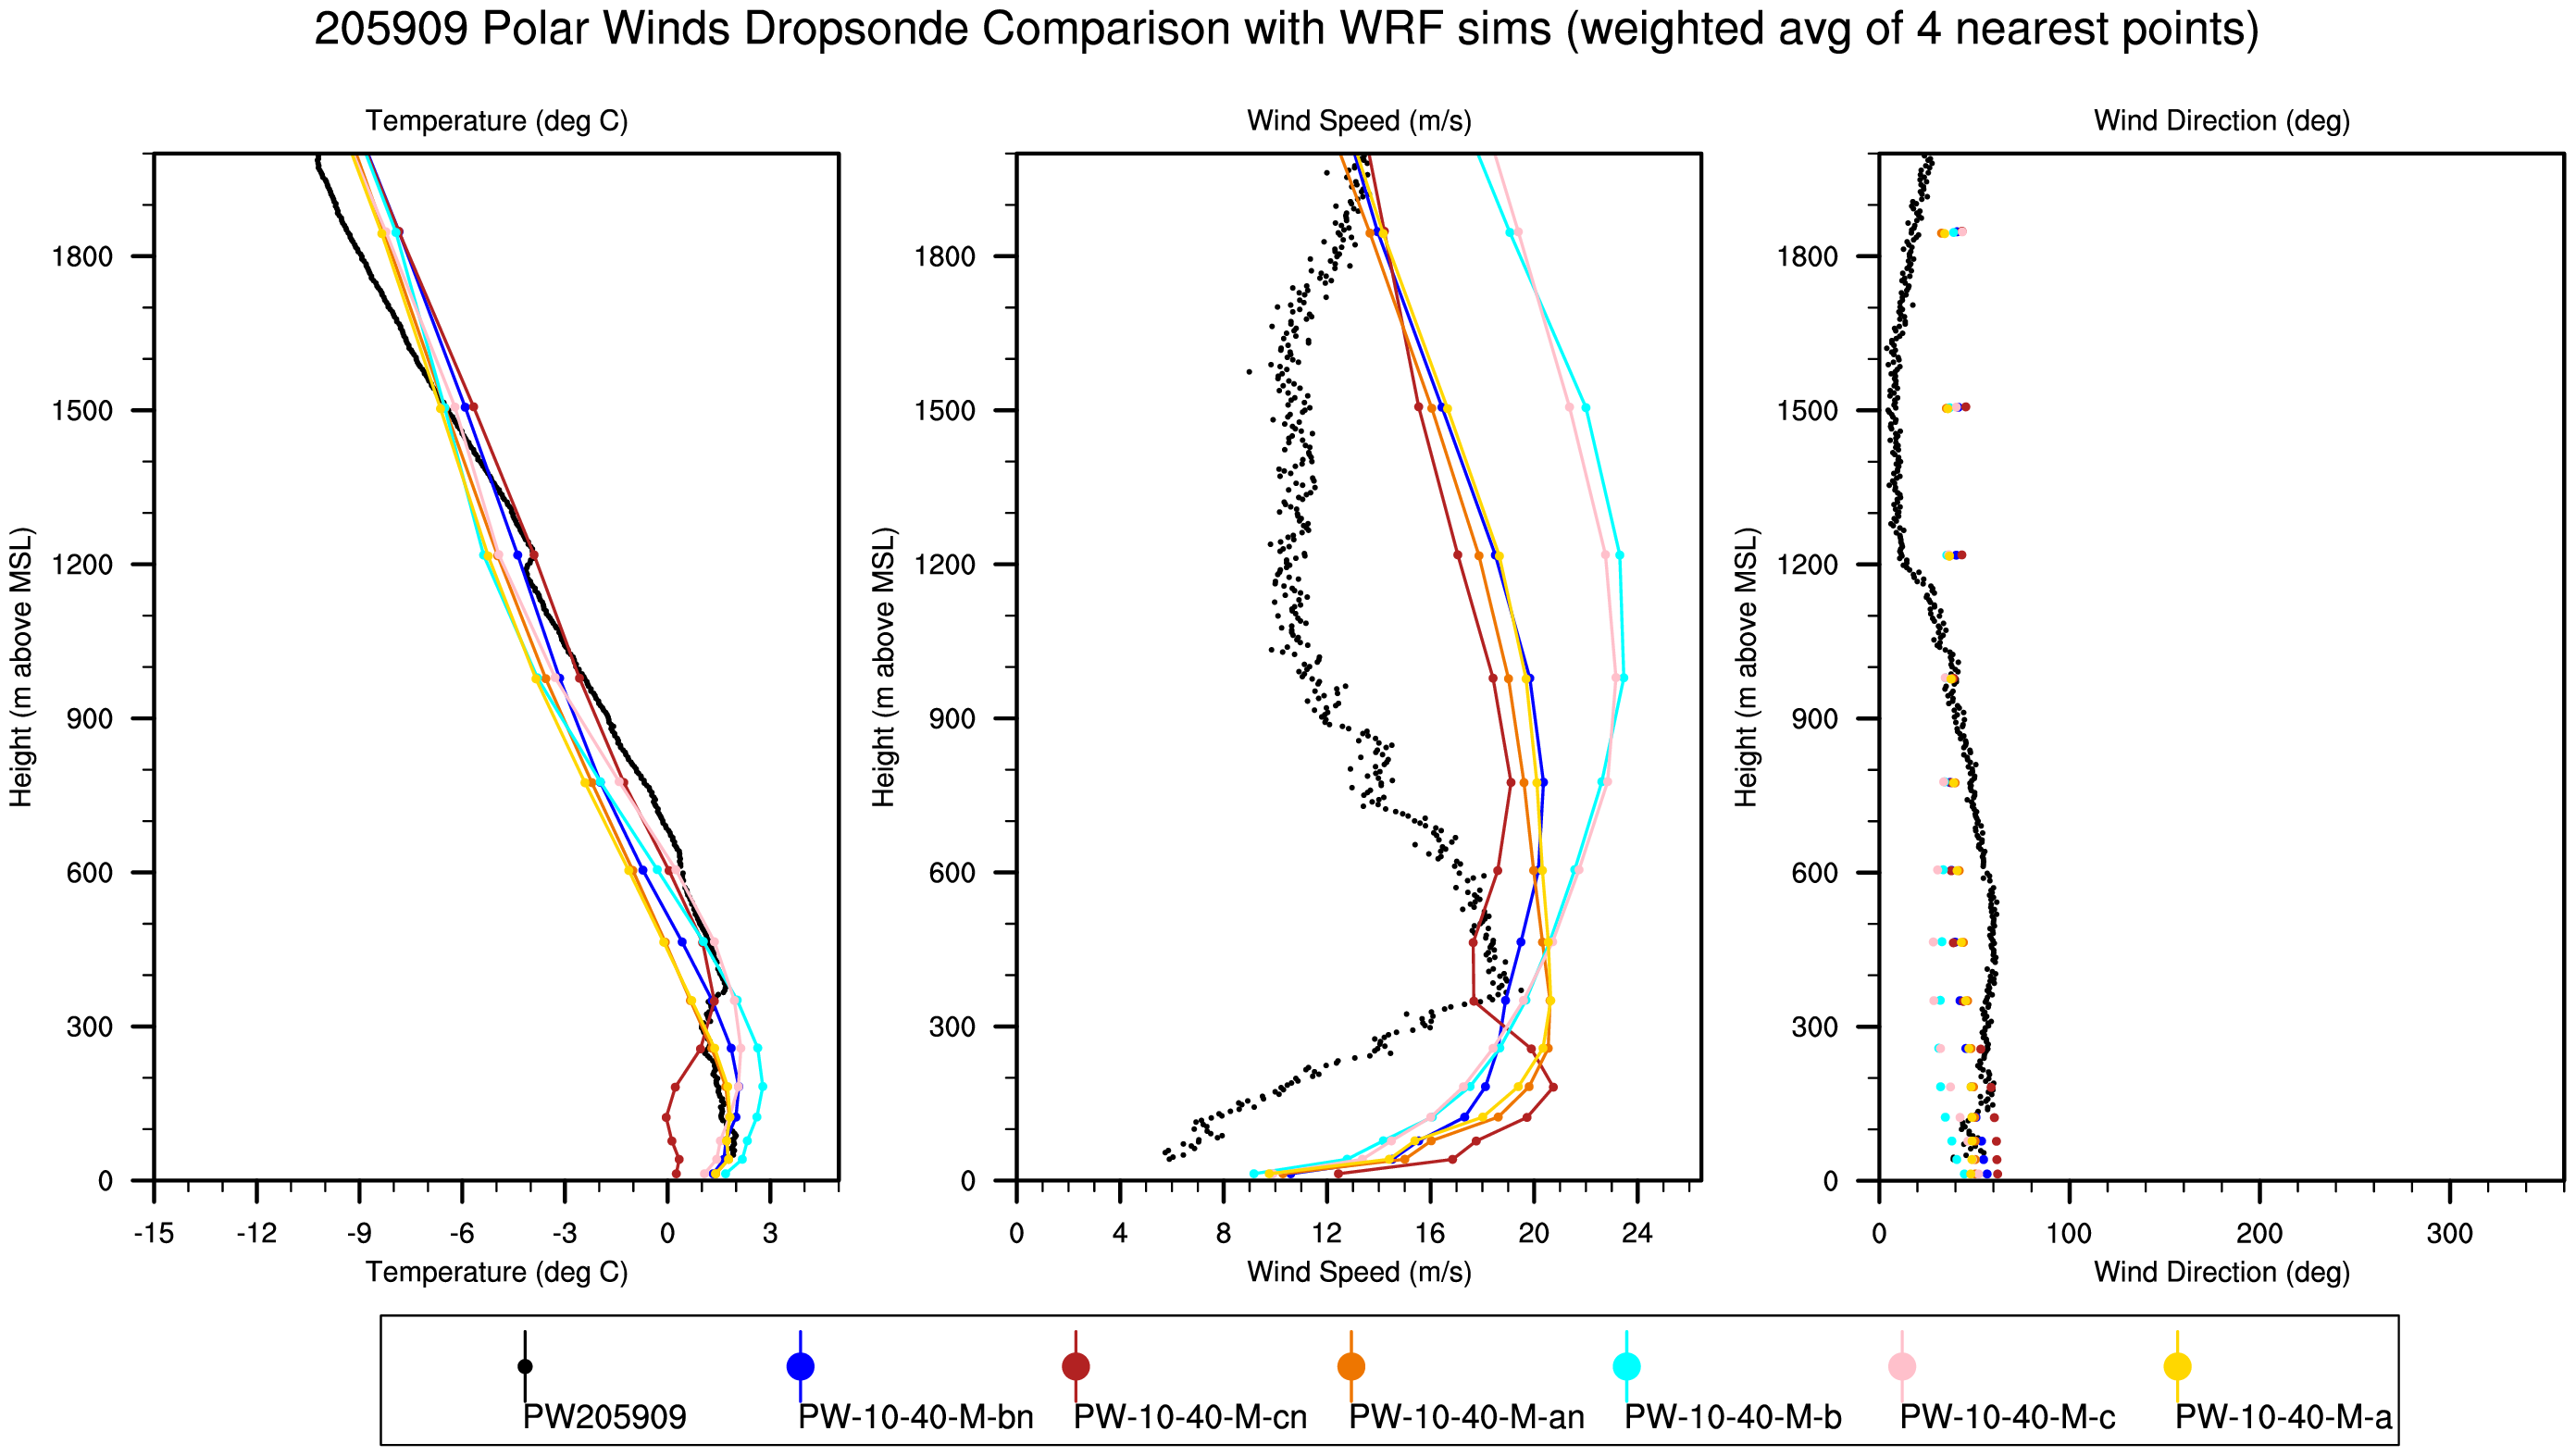 205909 Polar Winds Dropsonde Comparison with WRF sims (weighted avg of 4 nearest points)
Temperature (deg C)
Wind Speed (m/s)
Wind Direction (deg)
Height (m above MSL)
1800
1500
1200
900
600
300
0
-15 -12 -9 -6 -3 0 3
Temperature (deg C)
Height (m above MSL)
1800
1500
1200
900
600
300
0
0 4 8 12 16 20 24
Wind Speed (m/s)
Height (m above MSL)
1800
1500
1200
900
600
300
0
0 100 200 300
Wind Direction (deg)
PW205909 PW-10-40-M-bn PW-10-40-M-cn PW-10-40-M-an PW-10-40-M-b PW-10-40-M-c PW-10-40-M-a